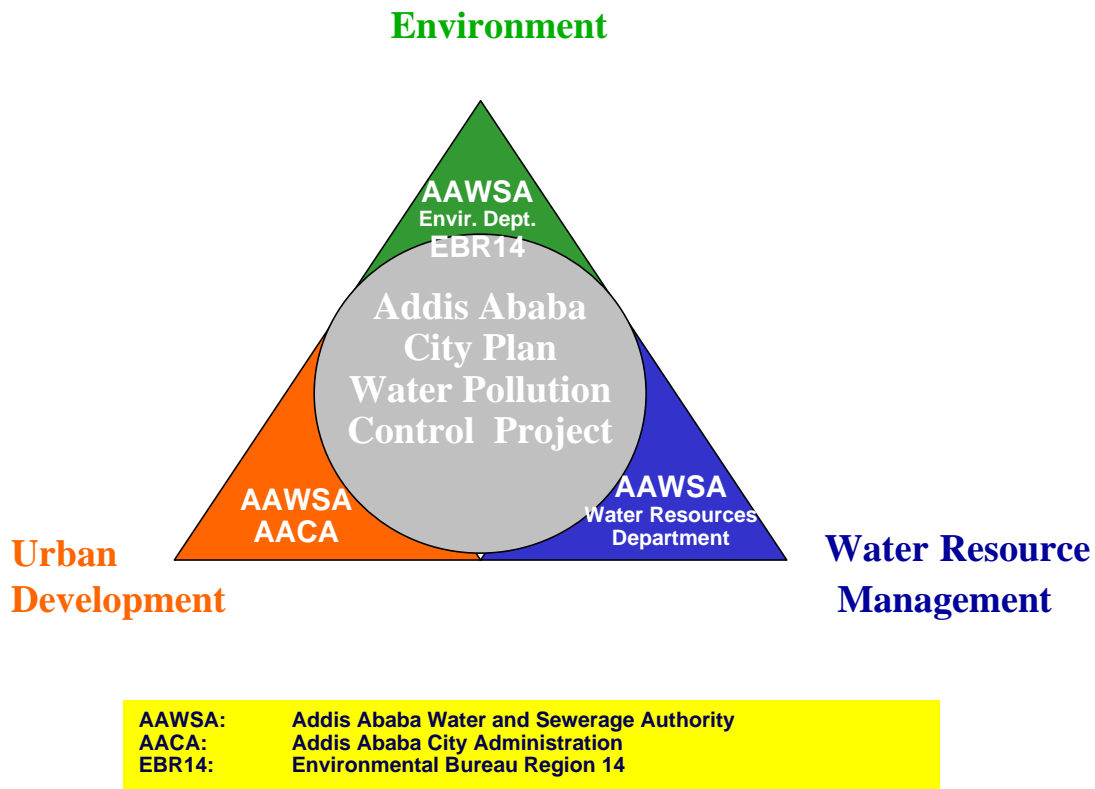 Environment
AAWSA
Envir. Dept.
EBR14
Addis Ababa
City Plan
Water Pollution
Control Project
AAWSA
AACA
AAWSA
Water Resources
Department
Urban
Development
Water Resource
Management
AAWSA: Addis Ababa Water and Sewerage Authority
AACA: Addis Ababa City Administration
EBR14: Environmental Bureau Region 14